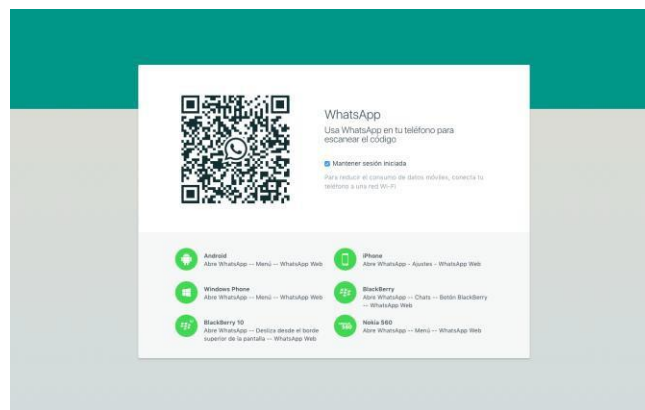 WhatsApp
Usa WhatsApp en tu teléfono para
escanear el código
Mantener sesión iniciada
Para reducir el consumo de datos móviles, conecta tu
teléfono a una red Wi-Fi
Android
Abre WhatsApp -- Menú -- WhatsApp Web
iPhone
Abre WhatsApp - Ajustes - WhatsApp Web
Windows Phone
Abre WhatsApp -- Menú -- WhatsApp Web
BlackBerry
Abre WhatsApp -- Chats -- Botón BlackBerry
-- WhatsApp Web
BlackBerry 10
Abre WhatsApp -- Desliza desde el borde
superior de la pantalla -- WhatsApp Web
Nokia S60
Abre WhatsApp -- Menú -- WhatsApp Web